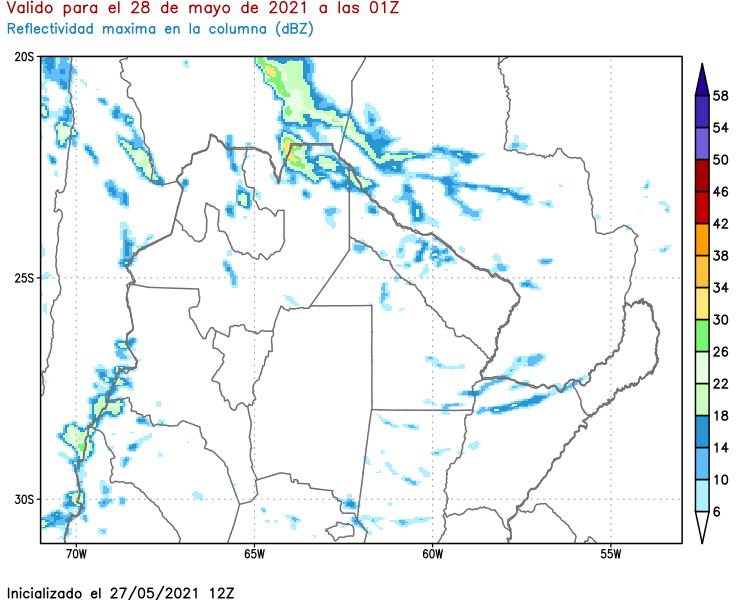 Valido para el 28 de mayo de 2021 a las 01Z
Reflectividad maxima en la columna (dBZ)
20S
25S
30S
70W 65W 60W 55W
58
54
50
46
42
38
34
30
26
22
18
14
10
6
Inicializado el 27/05/2021 12Z